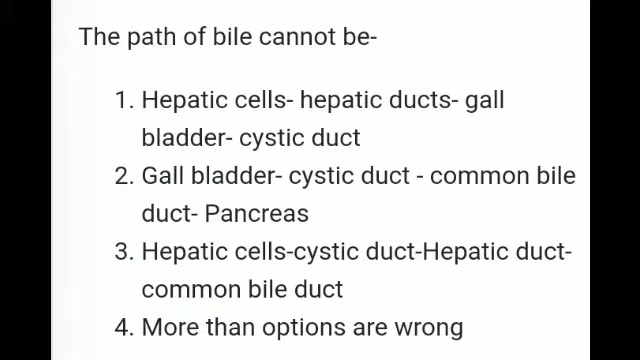 The path of bile cannot be-
1. Hepatic cells- hepatic ducts- gall
bladder- cystic duct
2. Gall bladder- cystic duct - common bile
duct- Pancreas
3. Hepatic cells-cystic duct-Hepatic duct-
common bile duct
4. More than options are wrong